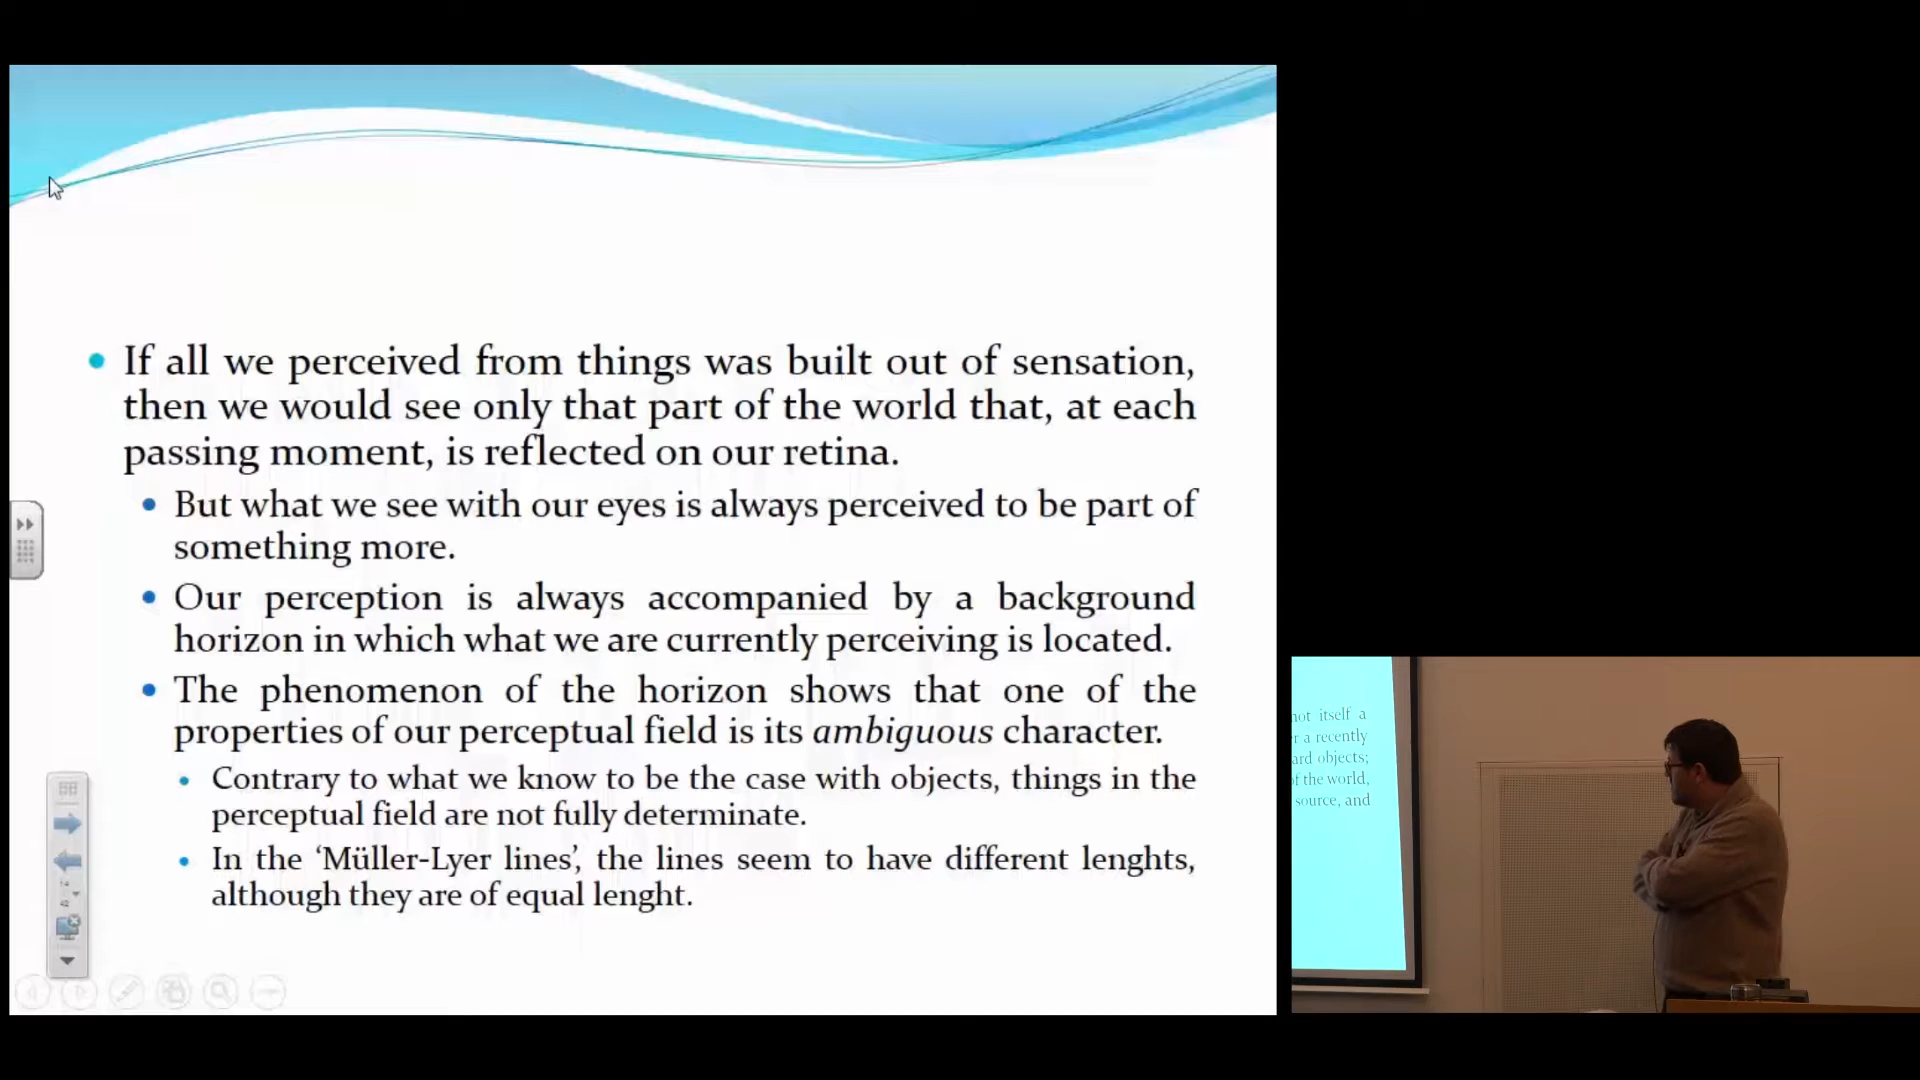 If all we perceived from things was built out of sensation,
then we would see only that part of the world that, at each
passing moment, is reflected on our retina.
But what we see with our eyes is always perceived to be part of
something more.
Our perception is always accompanied by a background
horizon in which what we are currently perceiving is located.
The phenomenon of the horizon shows that one of the
properties of our perceptual field is its ambiguous character.
Contrary to what we know to be the case with objects, things in the
perceptual field are not fully determinate.
In the ‘Müller-Lyer lines’, the lines seem to have different lenghts,
although they are of equal lenght.
14
42
not itself a
r a recently
ard objects;
of the world,
source, and